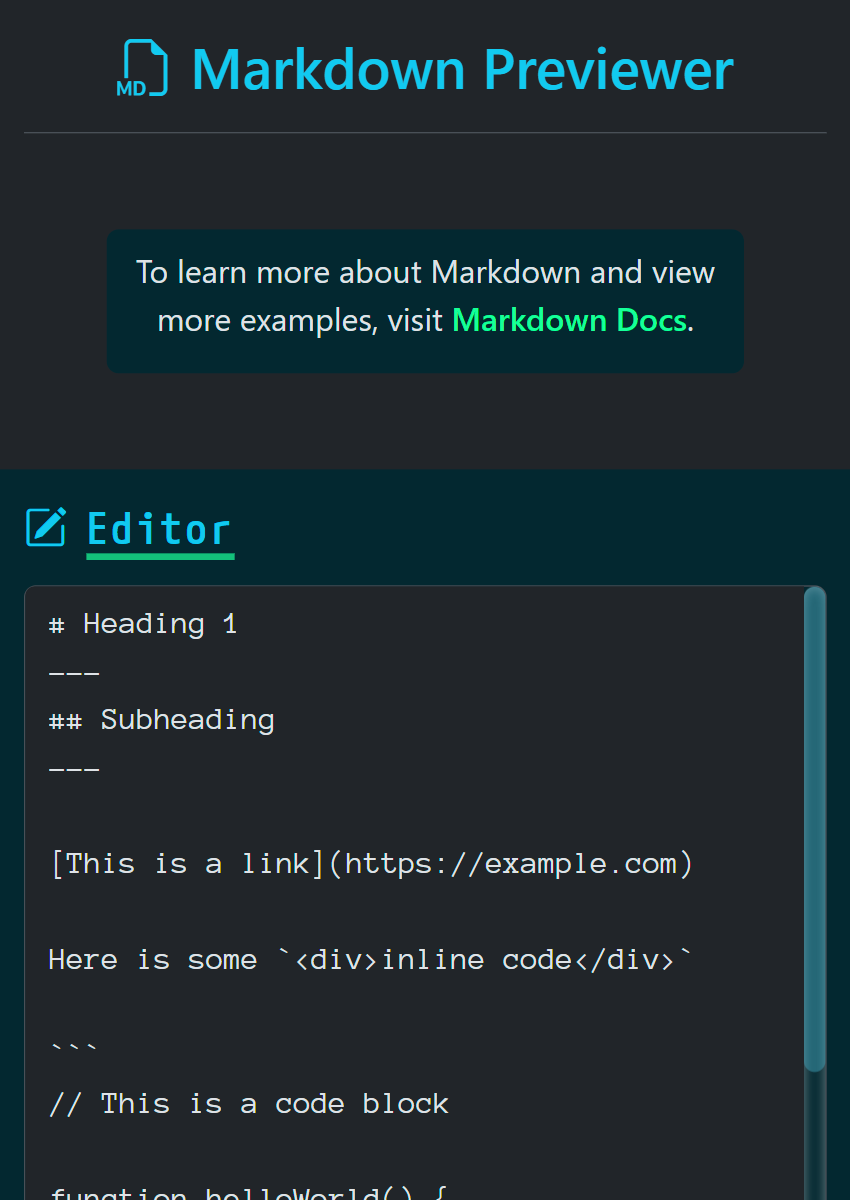 MD Markdown Previewer
To learn more about Markdown and view
more examples, visit Markdown Docs.
Editor
# Heading 1
---
## Subheading
---
[This is a link](https://example.com)
Here is some `<div>inline code</div>`
```
// This is a code block
function helloWorld() {